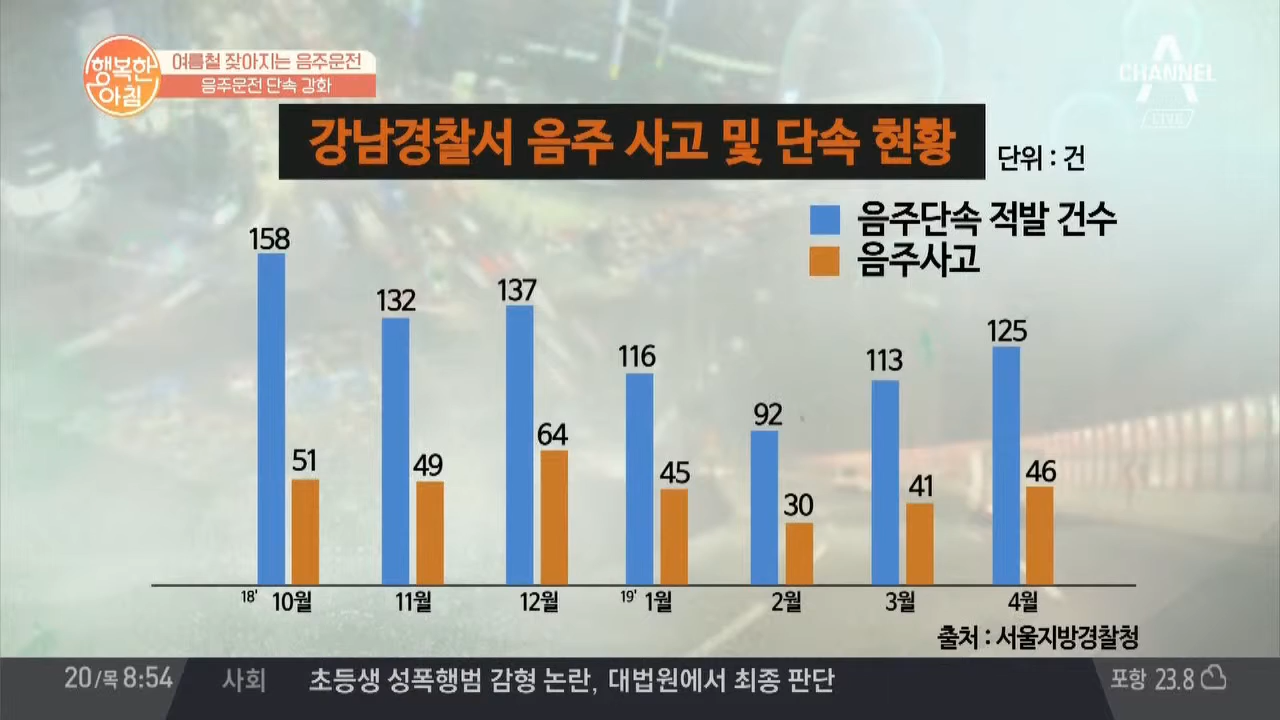 행복한
아침
여름철 잦아지는 음주운전
음주운전 단속 강화
CHANNEL
LIVE
강남경찰서 음주 사고 및 단속 현황
단위 : 건
음주단속 적발 건수
음주사고
158
51
132
49
137
64
116
45
92
30
113
41
125
46
18' 10월
11월
12월
19' 1월
2월
3월
4월
출처 : 서울지방경찰청
20/목 8:54 사회 초등생 성폭행범 감형 논란, 대법원에서 최종 판단 포항 23.8